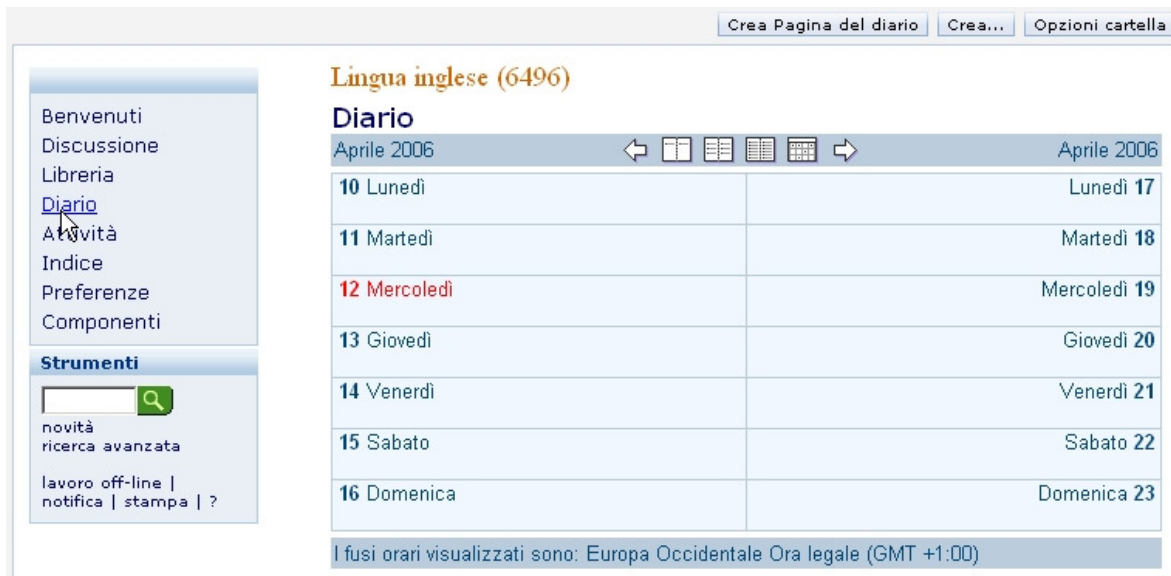 Crea Pagina del diario Crea... Opzioni cartella
Benvenuti
Discussione
Libreria
Diario
Attività
Indice
Preferenze
Componenti
Strumenti
novità
ricerca avanzata
lavoro off-line |
notifica | stampa | ?
Lingua inglese (6496)
Diario
Aprile 2006 Aprile 2006
10 Lunedì Lunedì 17
11 Martedì Martedì 18
12 Mercoledì Mercoledì 19
13 Giovedì Giovedì 20
14 Venerdì Venerdì 21
15 Sabato Sabato 22
16 Domenica Domenica 23
I fusi orari visualizzati sono: Europa Occidentale Ora legale (GMT +1:00)